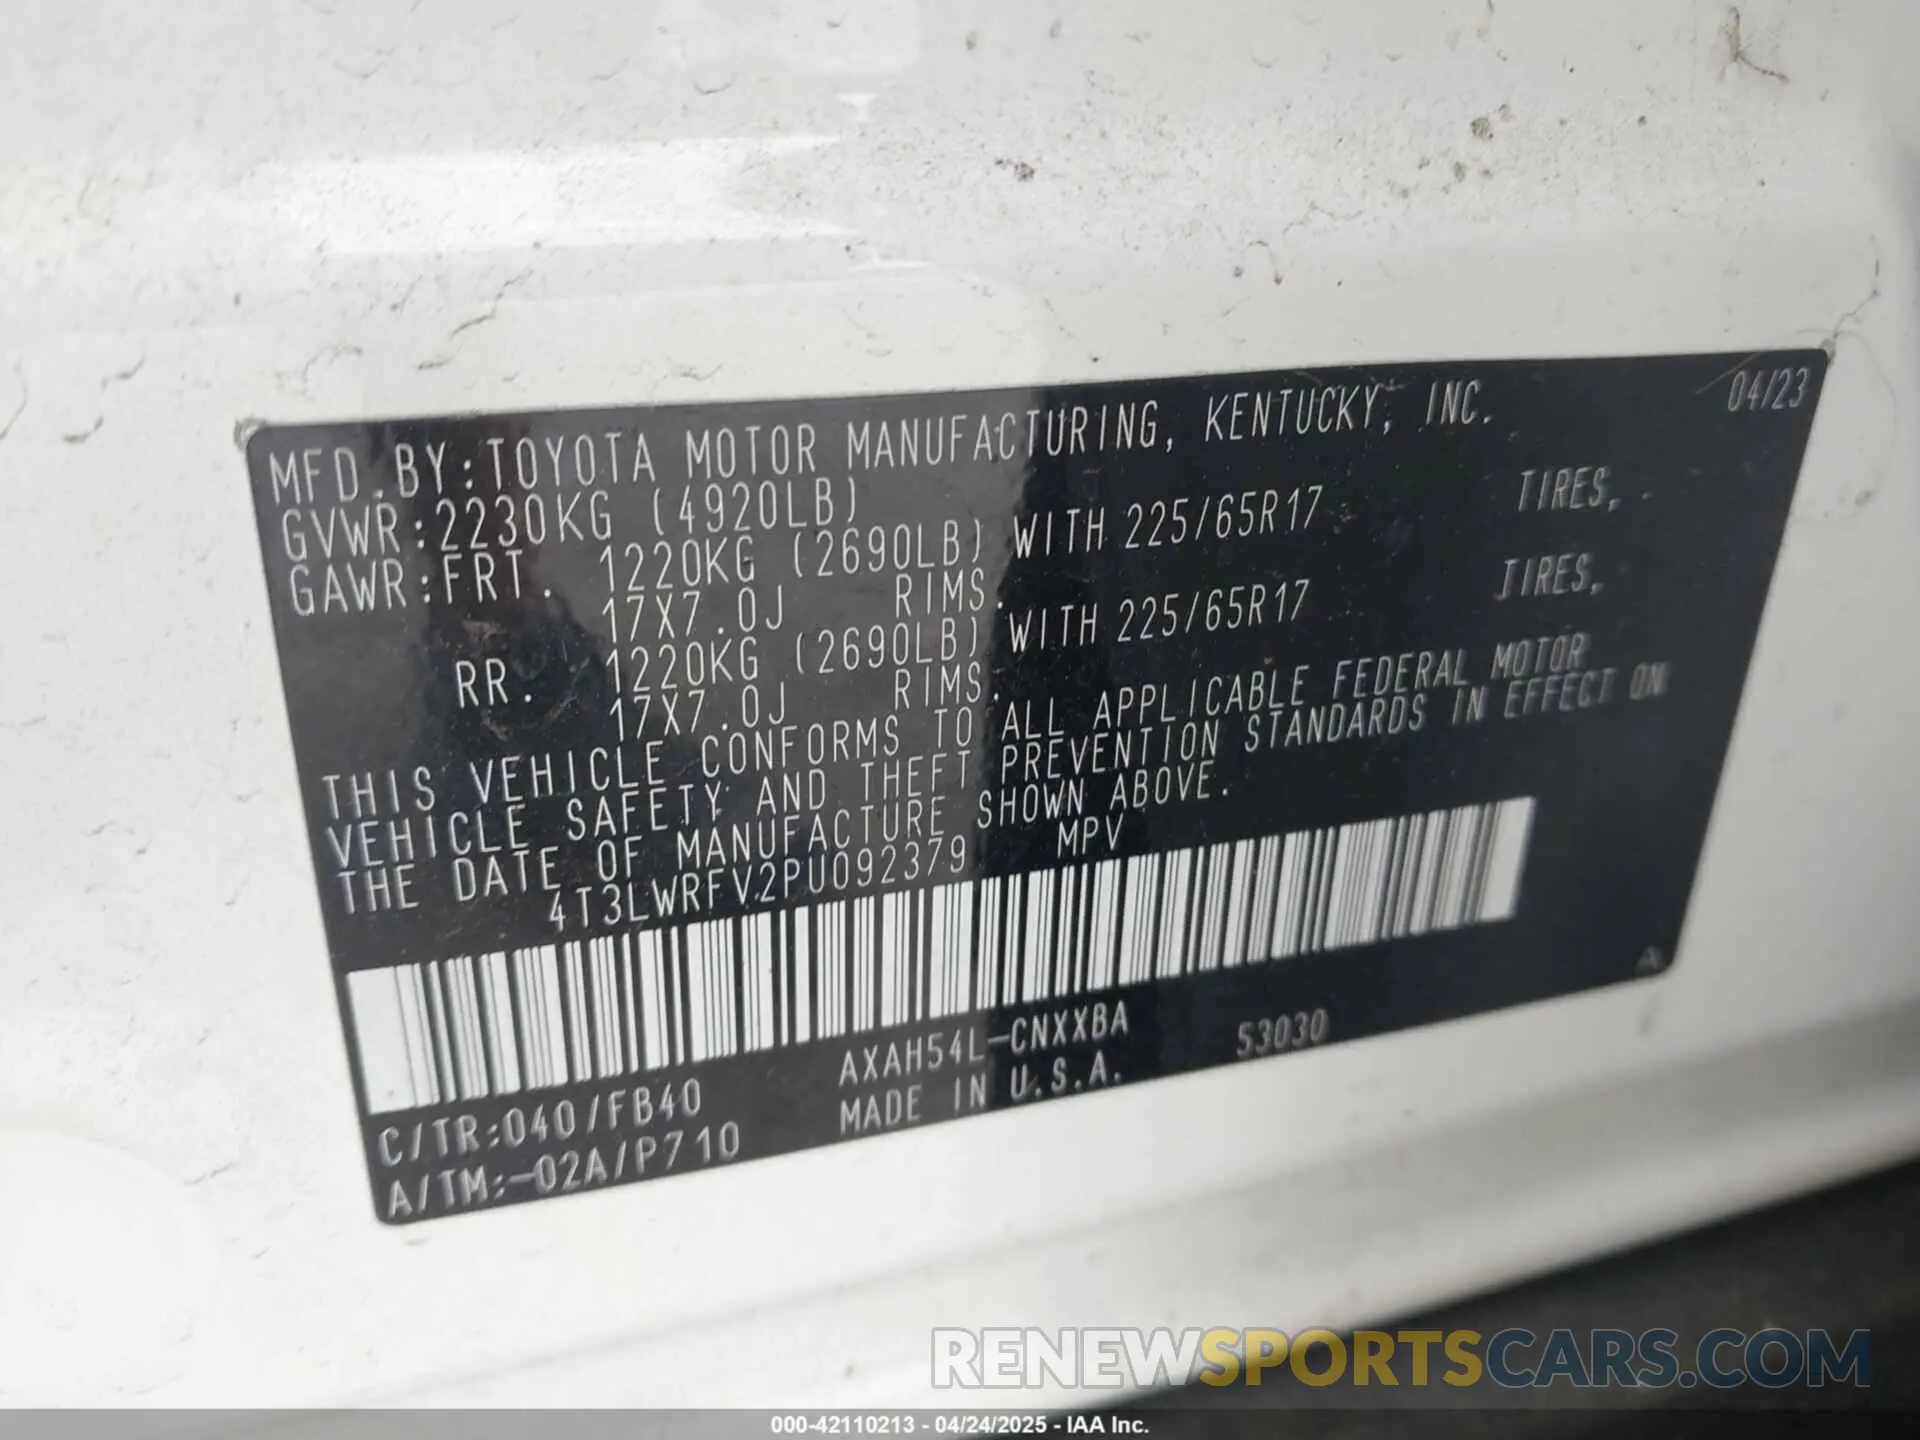 04/23
MFD.BY:TOYOTA MOTOR MANUFACTURING, KENTUCKY, INC.
GVWR:2230KG (4920LB)
GAWR:FRT. 1220KG (2690LB) WITH 225/65R17 TIRES,
17X7.0J RIMS.
RR. 1220KG (2690LB) WITH 225/65R17 TIRES,
17X7.0J RIMS.
THIS VEHICLE CONFORMS TO ALL APPLICABLE FEDERAL MOTOR
VEHICLE SAFETY AND THEFT PREVENTION STANDARDS IN EFFECT ON
THE DATE OF MANUFACTURE SHOWN ABOVE.
4T3LWRFV2PU092379 MPV
A
C/TR:040/FB40 AXAH54L-CNXXBA 53030
A/TM:-02A/P710 MADE IN U.S.A.
RENEWSPORTSCARS.COM
000-42110213 - 04/24/2025 - IAA Inc.